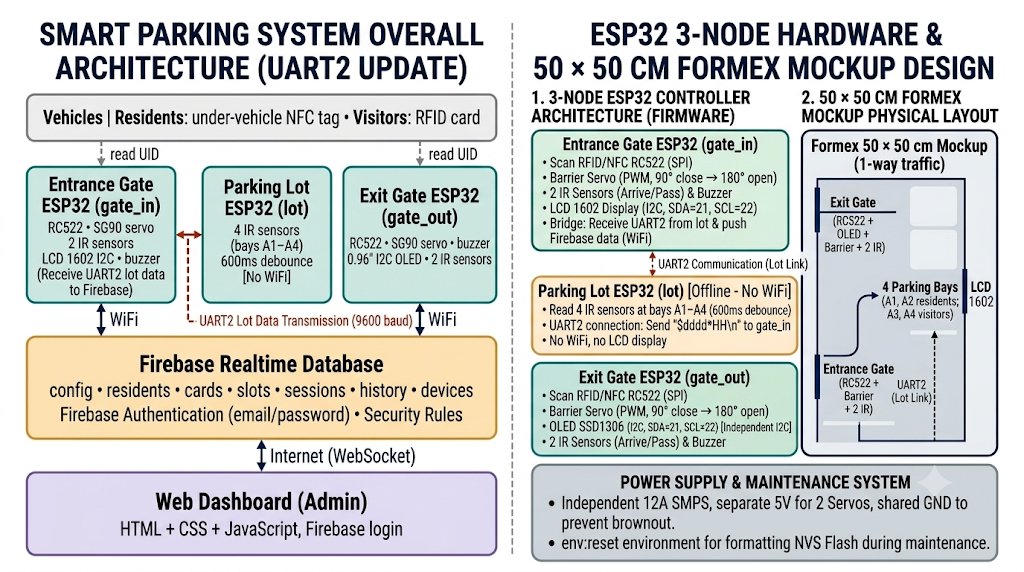 SMART PARKING SYSTEM OVERALL
ARCHITECTURE (UART2 UPDATE)
Vehicles | Residents: under-vehicle NFC tag • Visitors: RFID card
read UID
read UID
Entrance Gate
ESP32 (gate_in)
RC522 • SG90 servo
2 IR sensors
LCD 1602 I2C • buzzer
(Receive UART lot data
to Firebase)
Parking Lot
ESP32 (lot)
4 IR sensors
(bays A1–A4)
600ms debounce
[No WiFi]
Exit Gate ESP32
(gate_out)
RC522 • SG90 servo • buzzer
0.96" I2C OLED • 2 IR sensors
WiFi
UART2 Lot Data Transmission (9600 baud)
WiFi
Firebase Realtime Database
config • residents • cards • slots • sessions • history • devices
Firebase Authentication (email/password) • Security Rules
Internet (WebSocket)
Web Dashboard (Admin)
HTML + CSS + JavaScript, Firebase login
ESP32 3-NODE HARDWARE &
50 × 50 CM FORMEX MOCKUP DESIGN
1. 3-NODE ESP32 CONTROLLER
ARCHITECTURE (FIRMWARE)
Entrance Gate ESP32 (gate_in)
• Scan RFID/NFC RC522 (SPI)
• Barrier Servo (PWM, 90° close → 180° open)
• 2 IR Sensors (Arrive/Pass) & Buzzer
• LCD 1602 Display (I2C, SDA=21, SCL=22)
• Bridge: Receive UART from lot & push
Firebase data (WiFi)
UART2 Communication (Lot Link)
Parking Lot ESP32 (lot) [Offline - No WiFi]
• Read 4 IR sensors at bays A1–A4 (600ms debounce)
• UART connection: Send "$dddd*HH\n" to gate_in
• No WiFi, no LCD display
Exit Gate ESP32 (gate_out)
• Scan RFID/NFC RC522 (SPI)
• Barrier Servo (PWM, 90° close → 180° open)
• OLED SSD1306 (I2C, SDA=21, SCL=22) [Independent I2C]
• 2 IR Sensors (Arrive/Pass) & Buzzer
2. 50 × 50 CM FORMEX
MOCKUP PHYSICAL LAYOUT
Formex 50 × 50 cm Mockup
(1-way traffic)
Exit Gate
(RCS22 +
OLED +
Barrier + 2 IR)
4 Parking Bays
(A1, A2 residents;
A3, A4 visitors)
LCD
1602
Entrance Gate
(RC522 +
Barrier
+ 2 IR)
UART2
(Lot Link)
POWER SUPPLY & MAINTENANCE SYSTEM
• Independent 12A SMPS, separate 5V for 2 Servos, shared GND to
prevent brownout.
• env:reset environment for formatting NVS Flash during maintenance.